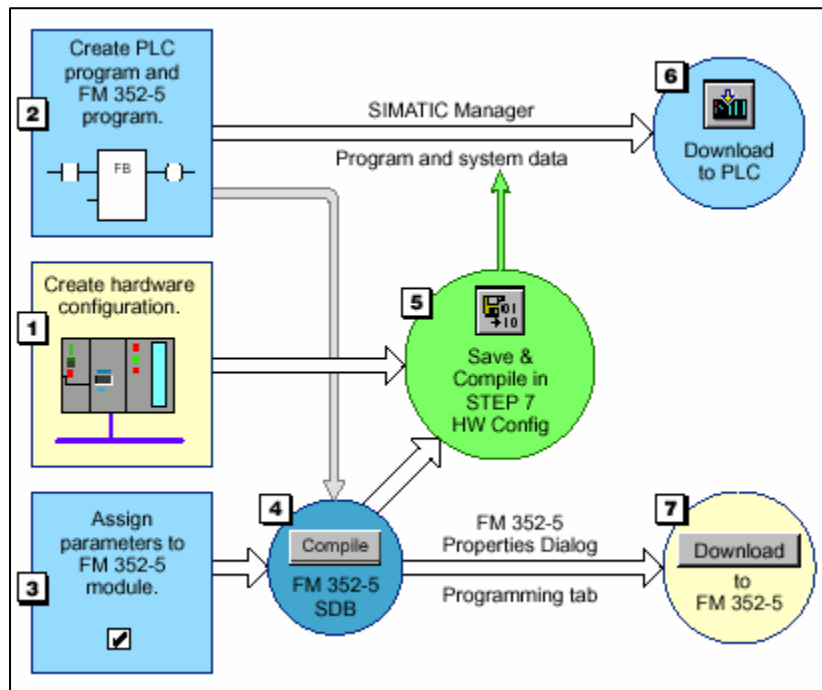 2
Create PLC
program and
FM 352-5
program.
FB
SIMATIC Manager
Program and system data
6
Download
to PLC
1
Create hardware
configuration.
5
01
10
Save &
Compile in
STEP 7
HW Config
3
Assign
parameters to
FM 352-5
module.
4
Compile
FM 352-5
SDB
FM 352-5
Properties Dialog
Programming tab
7
Download
to
FM 352-5